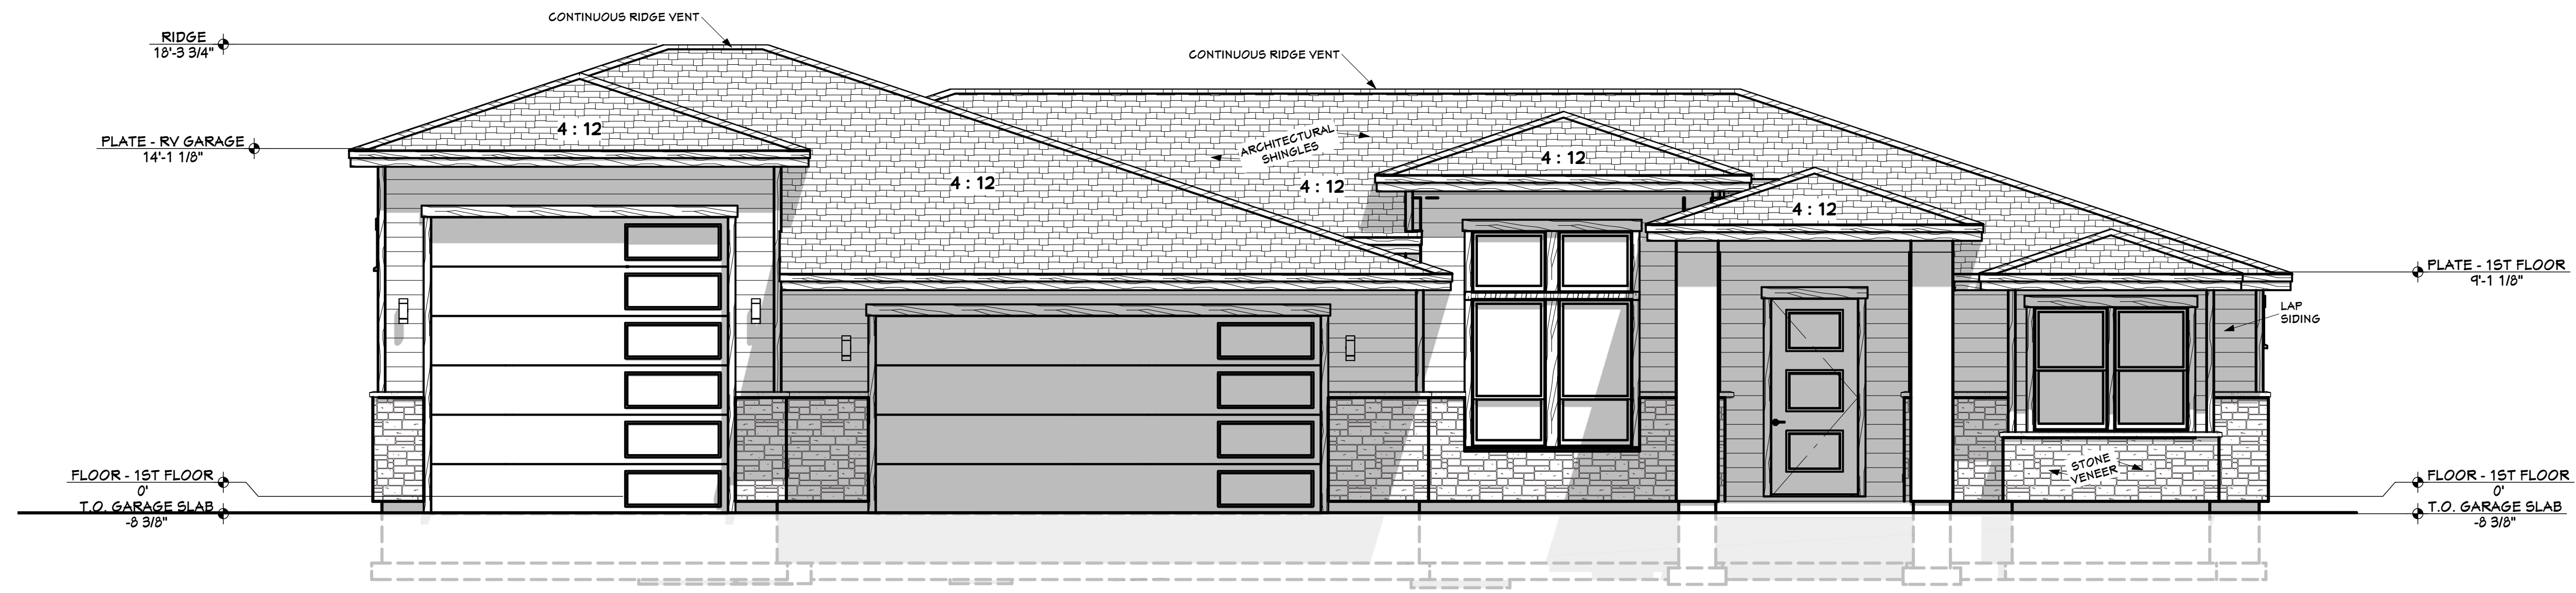 CONTINUOUS RIDGE VENT
RIDGE
18'-3 3/4"
CONTINUOUS RIDGE VENT
4 : 12
ARCHITECTURAL
SHINGLES
PLATE - RV GARAGE
14'-1 1/8"
4 : 12
4 : 12
4 : 12
4 : 12
PLATE - 1ST FLOOR
9'-1 1/8"
LAP
SIDING
STONE
VENEER
FLOOR - 1ST FLOOR
0'
T.O. GARAGE SLAB
-8 3/8"
FLOOR - 1ST FLOOR
0'
T.O. GARAGE SLAB
-8 3/8"